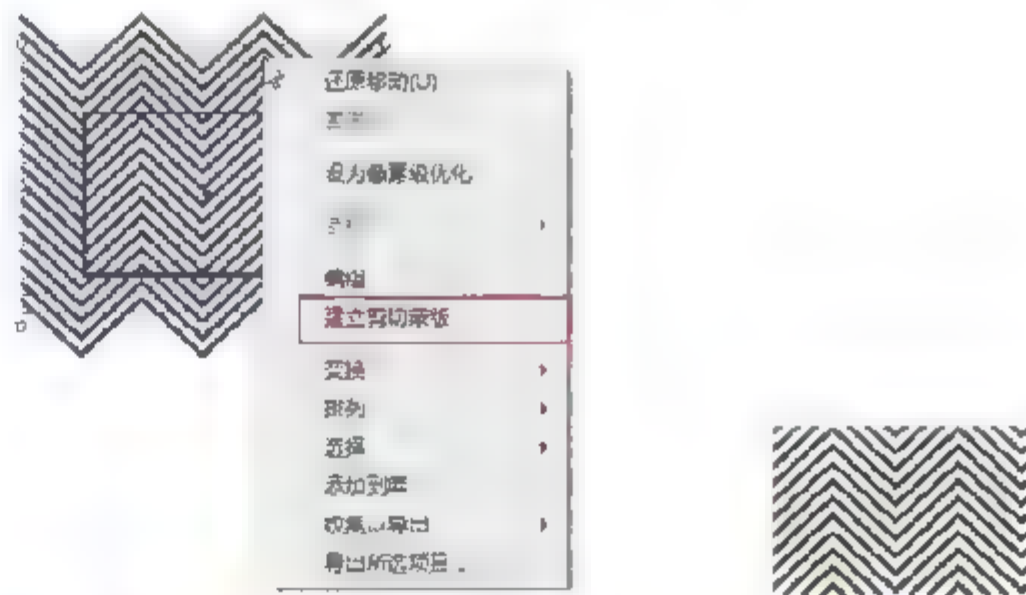 还原移动(U)
设为像素级优化
编组
建立剪切蒙版
变换
排列
选择
添加到库
收集以导出
导出所选项目...